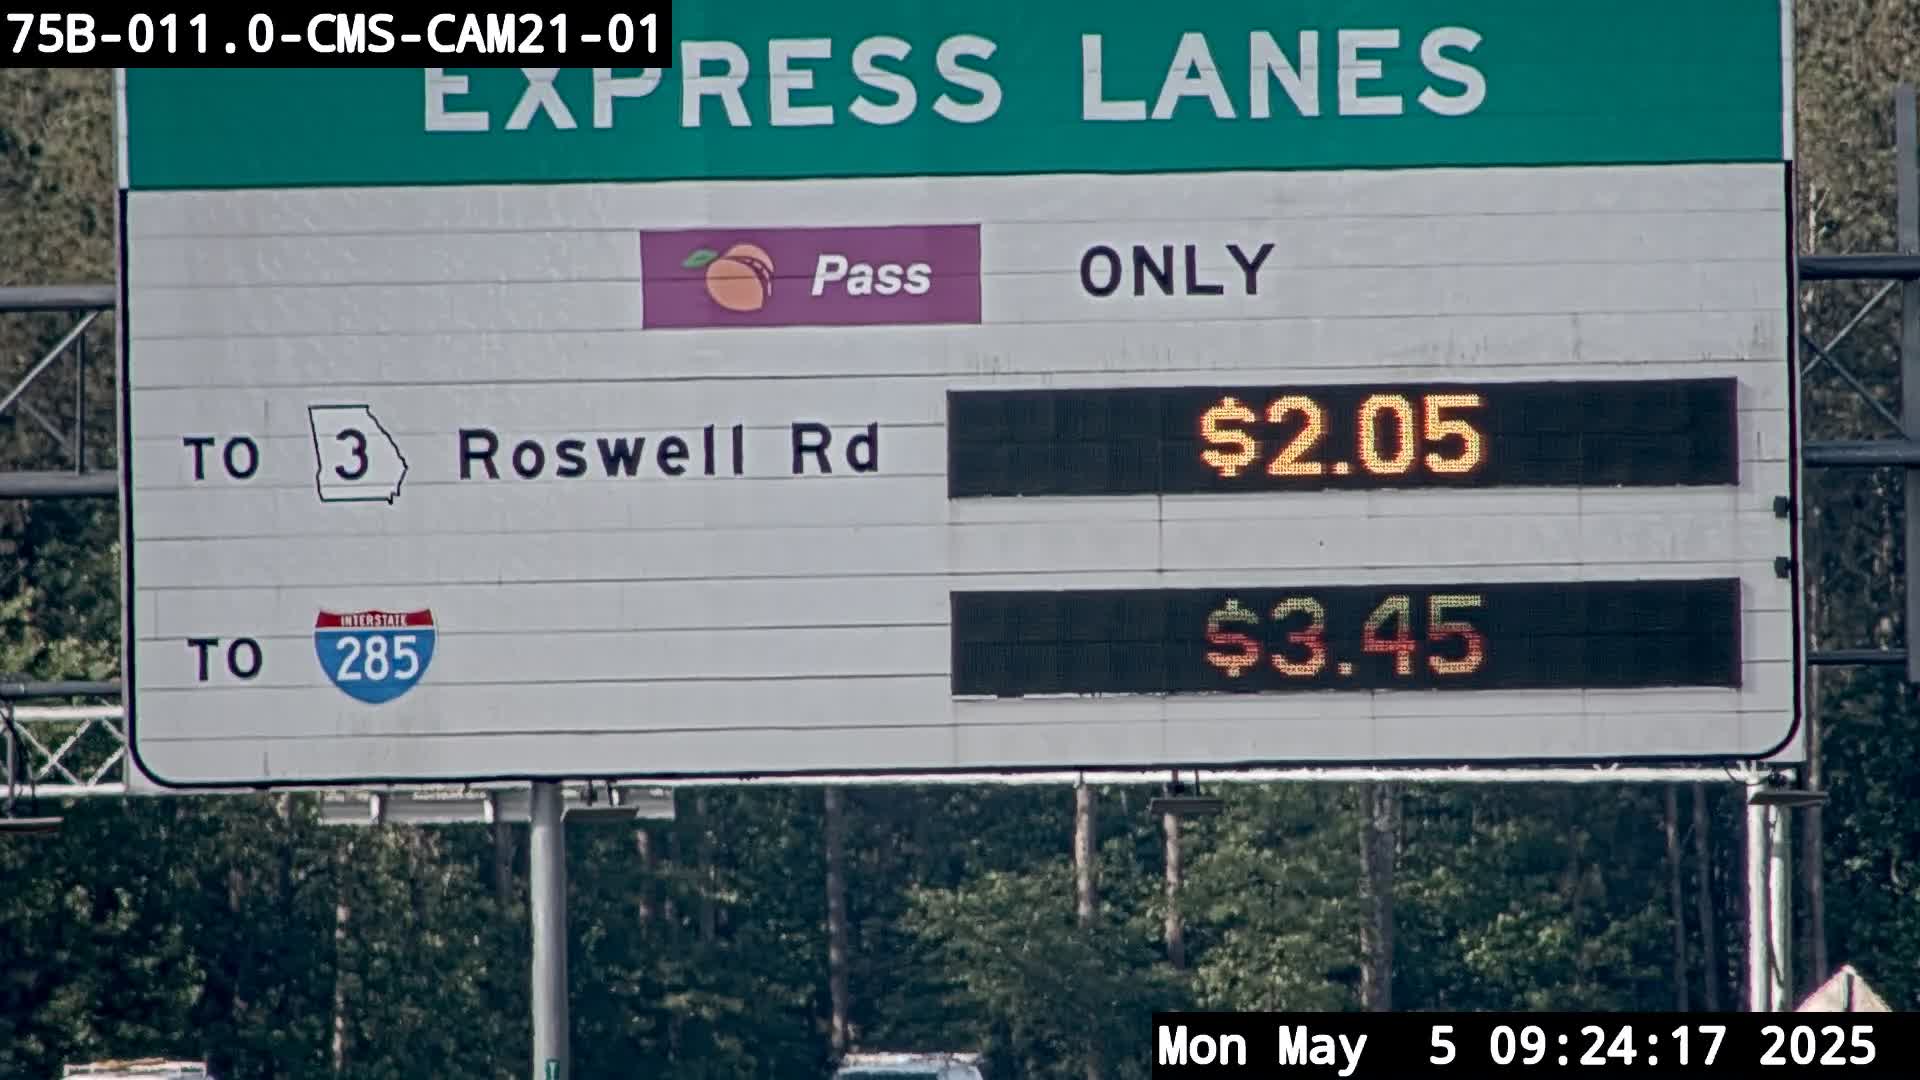 75B-011.0-CMS-CAM21-01
EXPRESS LANES
Pass ONLY
TO 3 Roswell Rd $2.05
TO INTERSTATE 285 $3.45
Mon May 5 09:24:17 2025